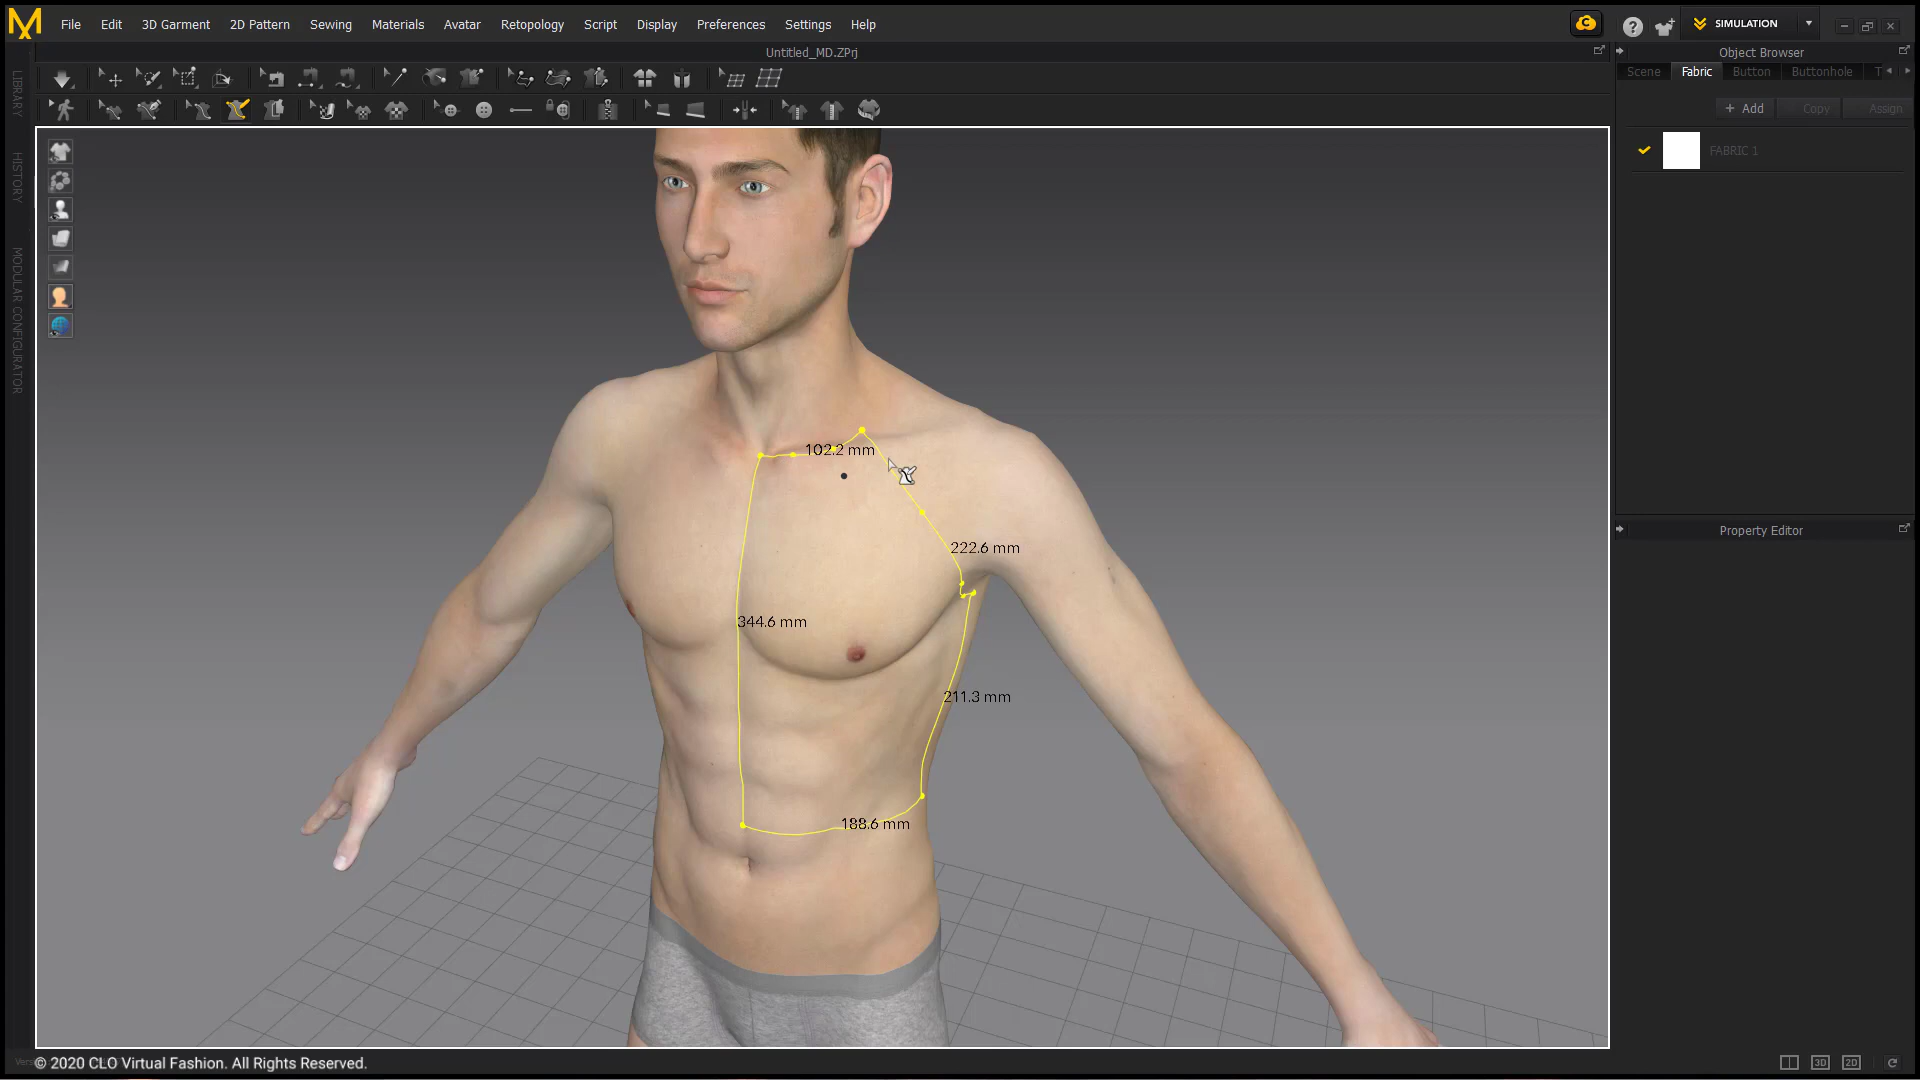 File Edit 3D Garment 2D Pattern Sewing Materials Avatar Retopology Script Display Preferences Settings Help
SIMULATION
Untitled_MD.ZPrj
Object Browser
Scene Fabric Button Buttonhole T
+ Add Copy Assign
FABRIC 1
LIBRARY
HISTORY
MODULAR CONFIGURATOR
102.2 mm
222.6 mm
344.6 mm
211.3 mm
188.6 mm
Property Editor
© 2020 CLO Virtual Fashion. All Rights Reserved.
3D 2D